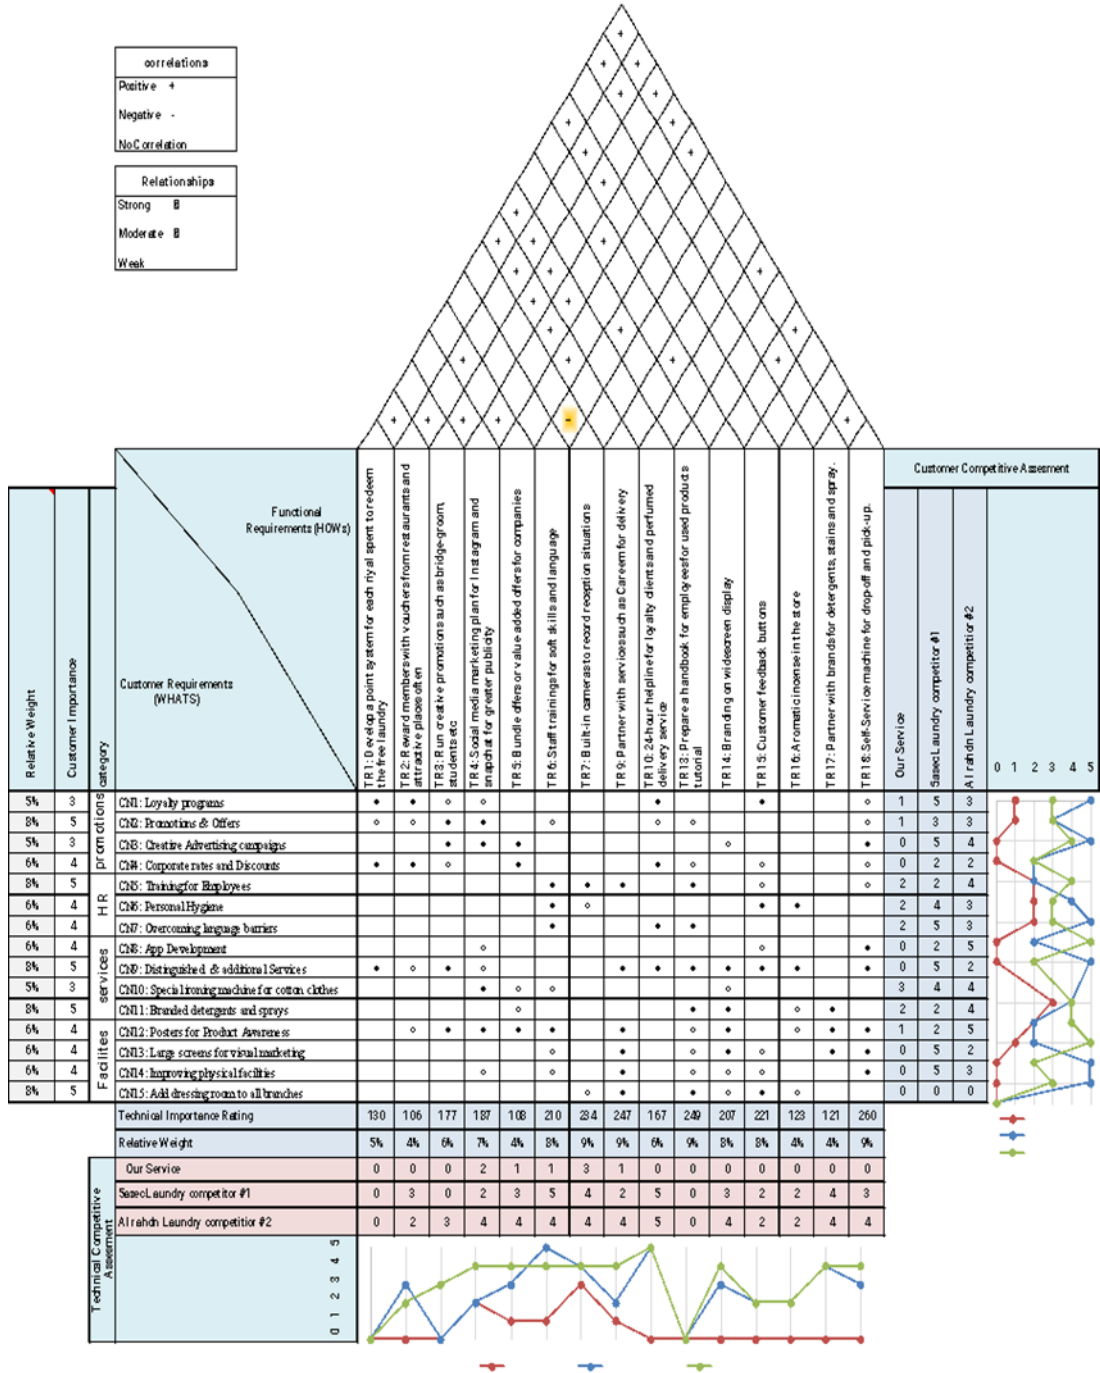 correlations
Positive +
Negative -
No Correlation
Relationships
Strong
Moderate
Weak
Functional
Requirements (HOWs)
Customer Requirements
(WHATS)
Relative Weight
Customer Importance
category
TR1: Develop a point system for each riyal spent to redeem
the free laundry
TR2: Reward members with vouchers from restaurants and
attractive places often
TR3: Run creative promotions such as bridge-groom,
students etc
TR4: Social media marketing plan for Instagram and
snapchat for greater publicity
TR5: Bundle offers or value added offers for companies
TR6: Staff trainings for soft skills and language
TR7: Built-in cameras to record reception situations
TR9: Partner with services such as Careem for delivery
TR10: 24-hour helpline for loyalty clients and perfumed
delivery service
TR13: Prepare a handbook for employees for used products
tutorial
TR14: Branding on widescreen display
TR15: Customer feedback buttons
TR16: Aromatic incense in the store
TR17: Partner with brands for detergents, stains and spray.
TR18: Self-Service machine for drop-off and pick-up.
Customer Competitive Assesment
Our Service
Sasec Laundry competitor #1
Al rahdn Laundry competitior #2
0 1 2 3 4 5
promotions
HR
services
Facilites
5% 3 CN1: Loyalty programs 1 5 3
8% 5 CN2: Promotions & Offers 1 3 3
5% 3 CN3: Creative Advertising campaigns 0 5 4
6% 4 CN4: Corporate rates and Discounts 0 2 2
8% 5 CN5: Training for Employees 2 2 4
6% 4 CN6: Personal Hygiene 2 4 3
6% 4 CN7: Overcoming language barriers 2 5 3
6% 4 CN8: App Development 0 2 5
8% 5 CN9: Distinguished & additional Services 0 5 2
5% 3 CN10: Special ironing machine for cotton clothes 3 4 4
8% 5 CN11: Branded detergents and sprays 2 2 4
6% 4 CN12: Posters for Product Awareness 1 2 5
6% 4 CN13: Large screens for visual marketing 0 5 2
6% 4 CN14: Improving physical facilities 0 5 3
8% 5 CN15: Add dressing room to all branches 0 0 0
Technical Importance Rating 130 106 177 187 108 210 234 247 167 249 207 221 123 121 260
Relative Weight 5% 4% 6% 7% 4% 8% 9% 9% 6% 9% 8% 8% 4% 4% 9%
Technical Competitive
Assesment
Our Service 0 0 0 2 1 1 3 1 0 0 0 0 0 0 0
Sasec Laundry competitor #1 0 3 0 2 3 5 4 2 5 0 3 2 2 4 3
Al rahdn Laundry competitior #2 0 2 3 4 4 4 4 4 5 0 4 2 2 4 4
0 1 2 3 4 5